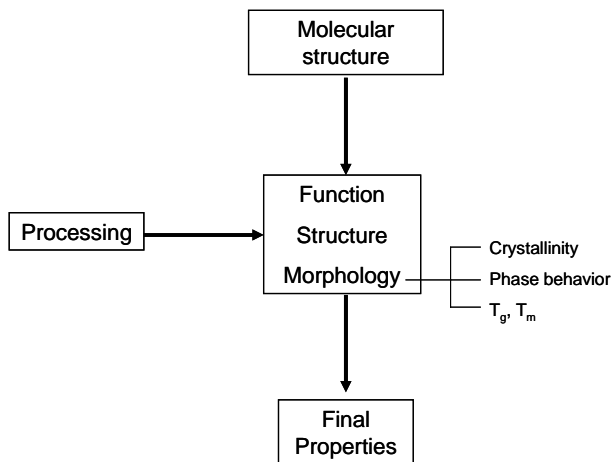 Molecular
structure
Function
Processing
Structure
Morphology
Crystallinity
Phase behavior
Tg, Tm
Final
Properties